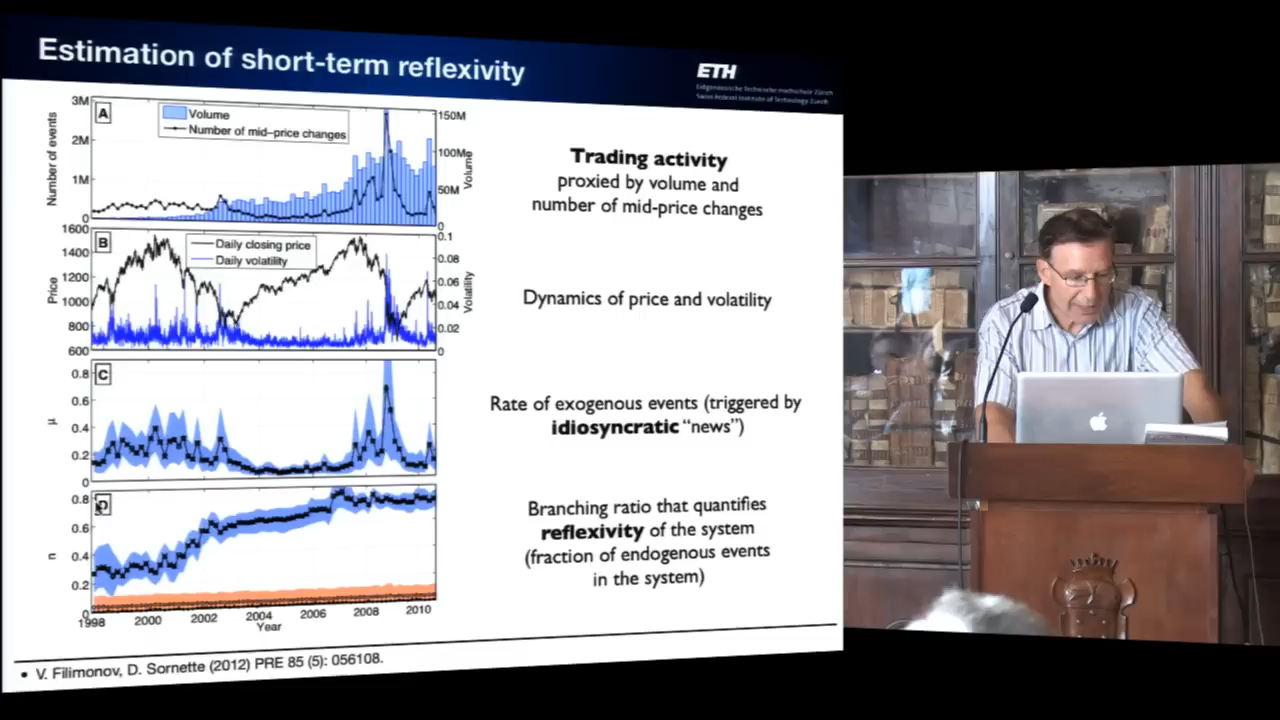 Estimation of short-term reflexivity
ETH
Eidgenössische Technische Hochschule Zürich
Swiss Federal Institute of Technology Zurich
A
Volume
Number of mid-price changes
Number of events
3M
2M
1M
0
150M
100M
50M
0
Volume
Trading activity
proxied by volume and
number of mid-price changes
B
Daily closing price
Daily volatility
Price
1600
1400
1200
1000
800
600
0.1
0.08
0.06
0.04
0.02
0
Volatility
Dynamics of price and volatility
C
μ
0.8
0.6
0.4
0.2
0
Rate of exogenous events (triggered by
idiosyncratic “news”)
D
n
0.8
0.6
0.4
0.2
0
1998 2000 2002 2004 2006 2008 2010
Year
Branching ratio that quantifies
reflexivity of the system
(fraction of endogenous events
in the system)
• V. Filimonov, D. Sornette (2012) PRE 85 (5): 056108.